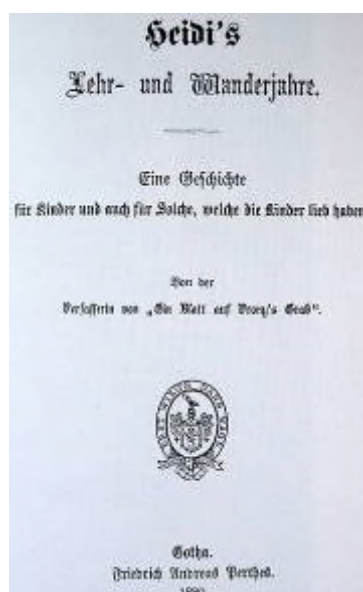 Heidi's
Lehr- und Wanderjahre.
Eine Geschichte
für Kinder und auch für Solche, welche die Kinder lieb haben
Von der
Verfasserin von „Ein Blatt auf Vrony's Grab".
Gotha.
Friedrich Andreas Perthes.